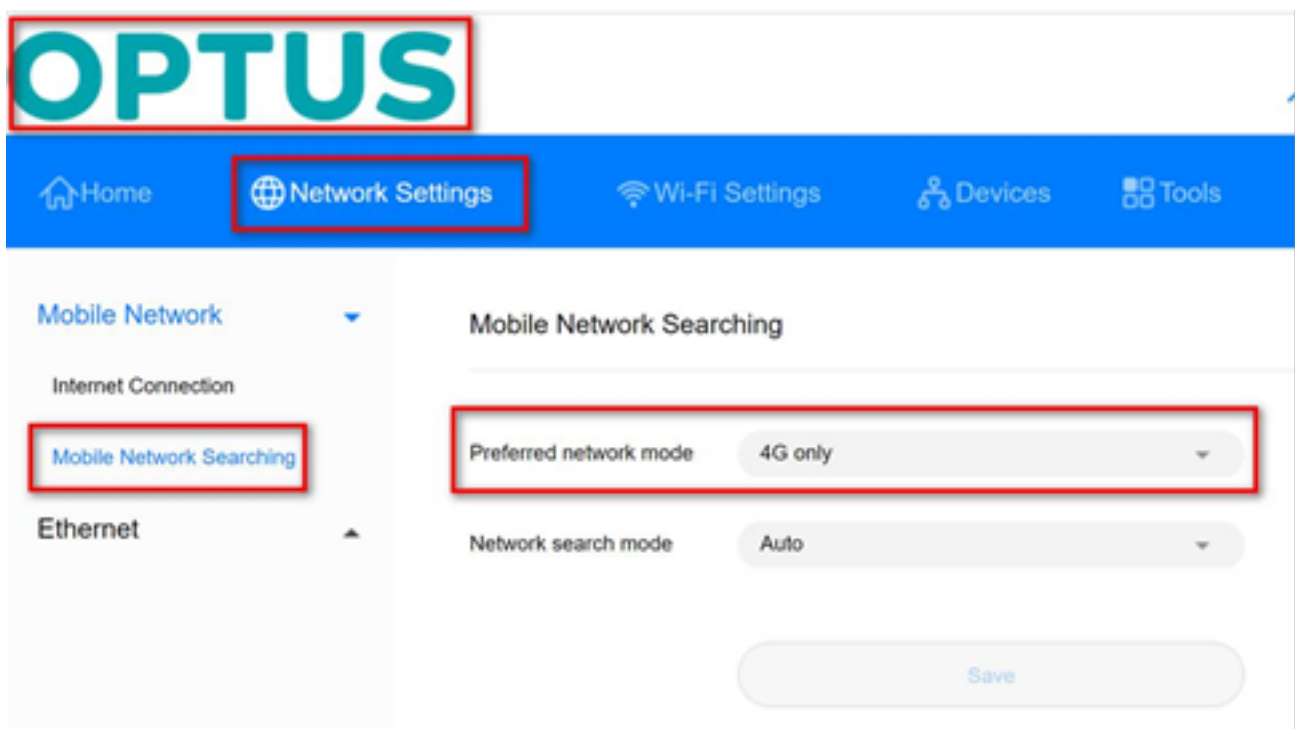 OPTUS
Home Network Settings Wi-Fi Settings Devices Tools
Mobile Network
Internet Connection
Mobile Network Searching
Ethernet
Mobile Network Searching
Preferred network mode 4G only
Network search mode Auto
Save